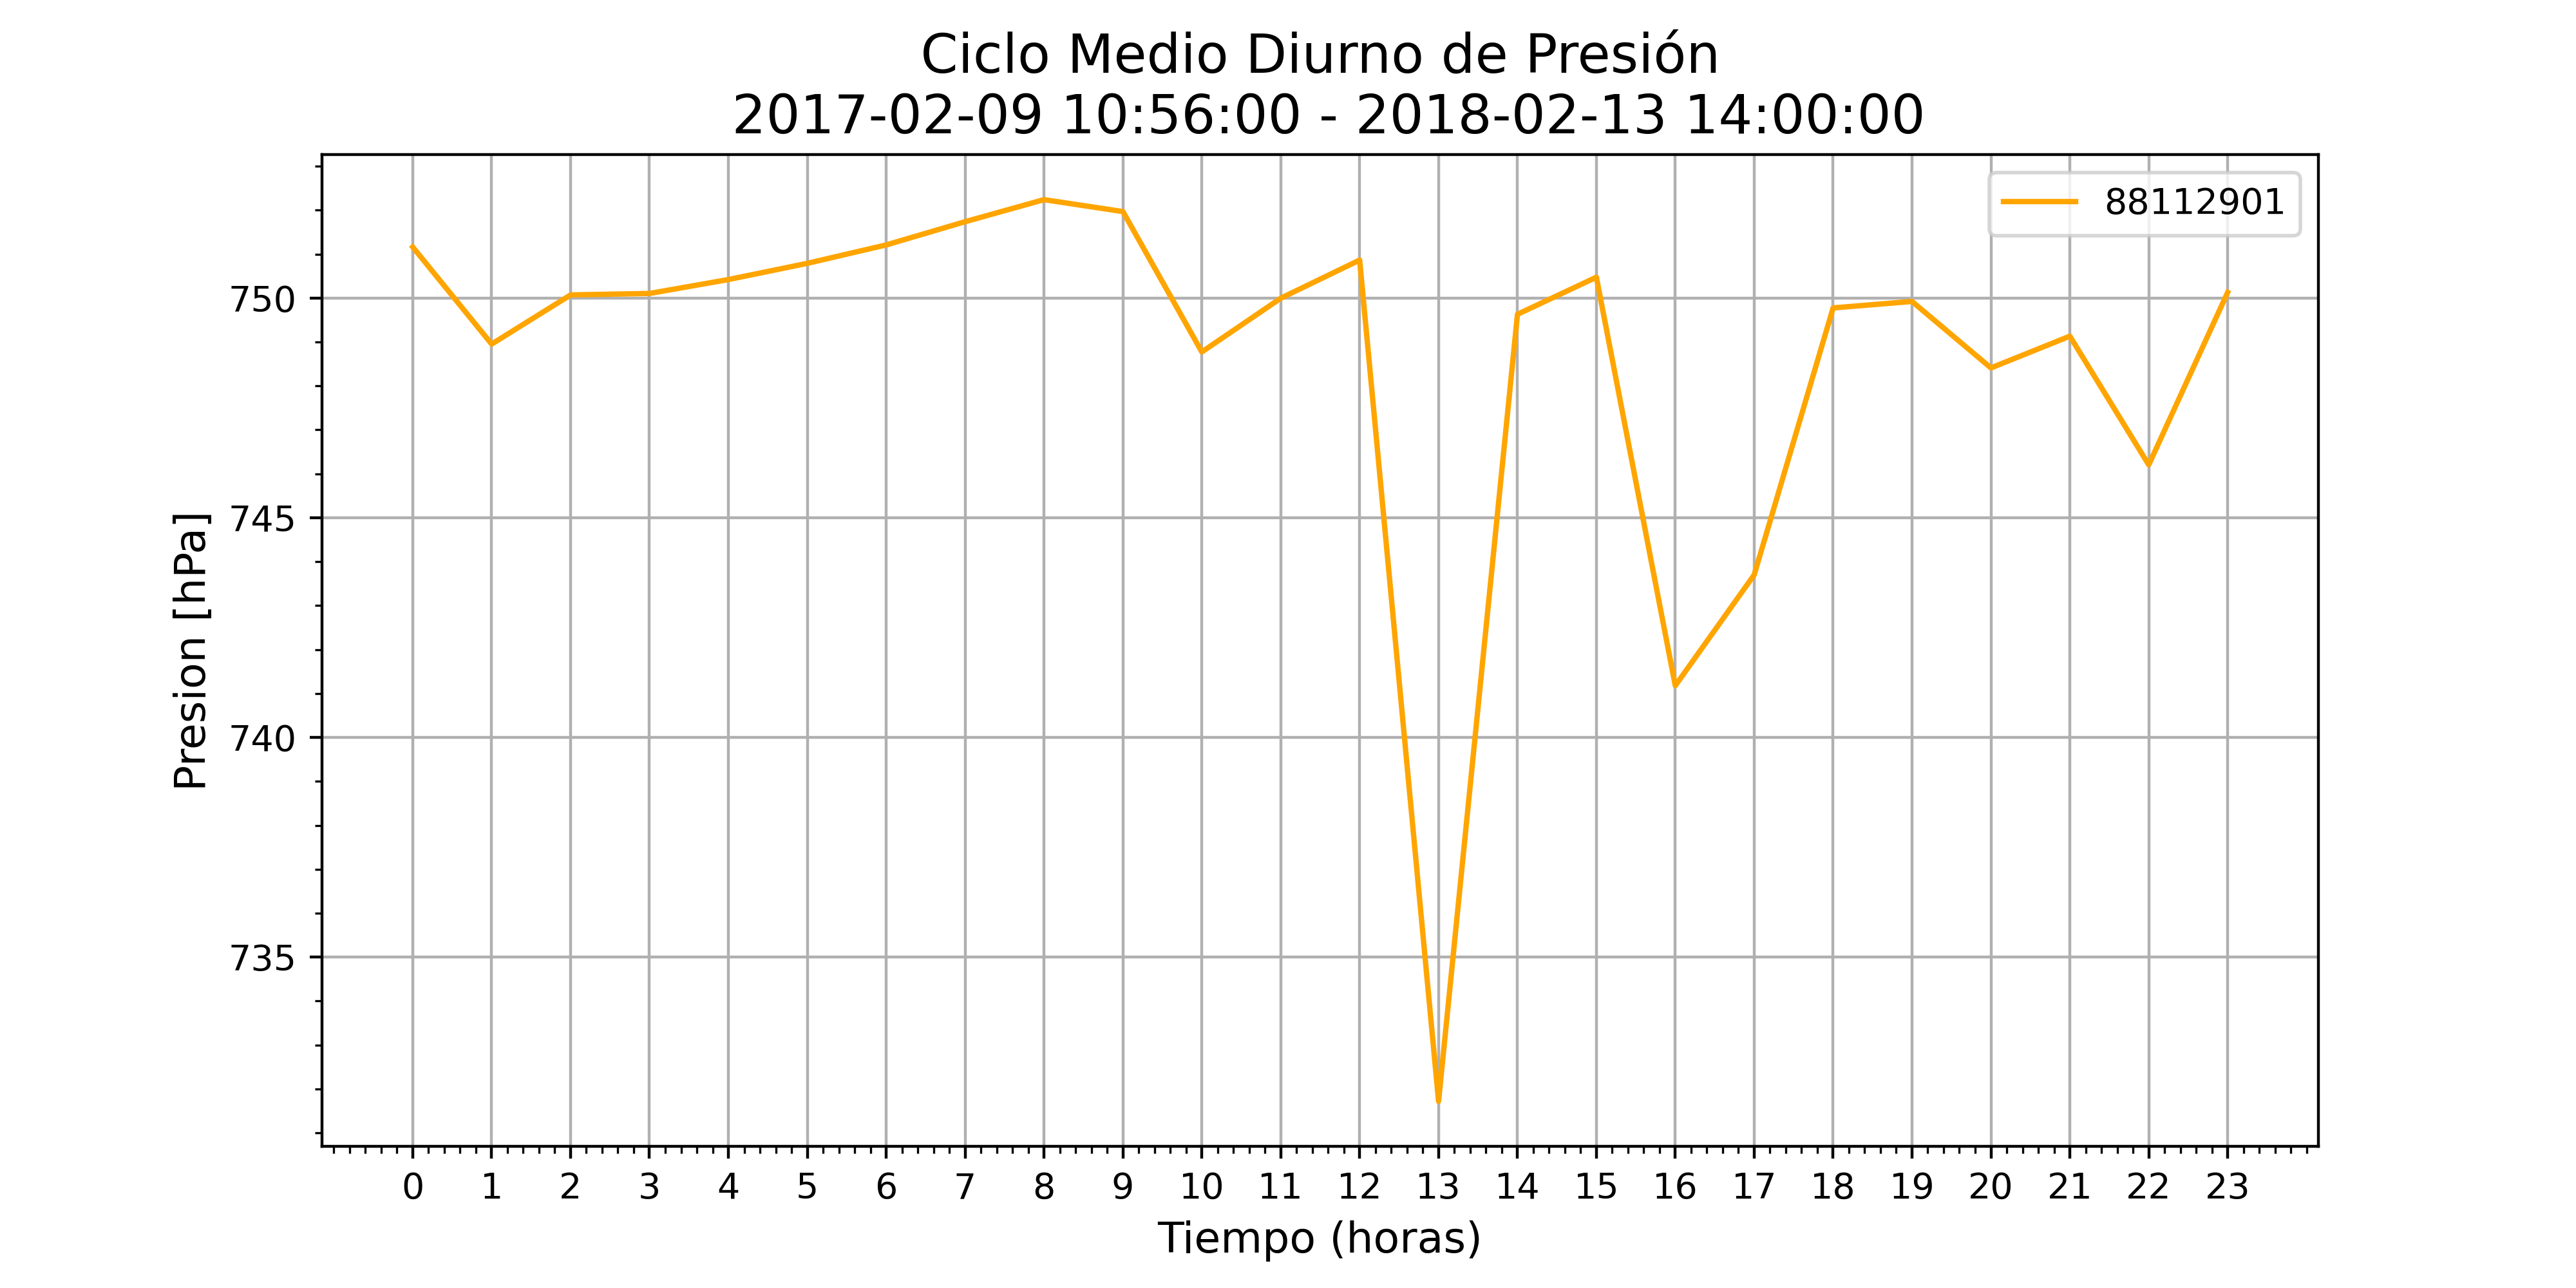 Ciclo Medio Diurno de Presión
2017-02-09 10:56:00 - 2018-02-13 14:00:00
88112901
750
745
740
735
Presion [hPa]
0 1 2 3 4 5 6 7 8 9 10 11 12 13 14 15 16 17 18 19 20 21 22 23
Tiempo (horas)